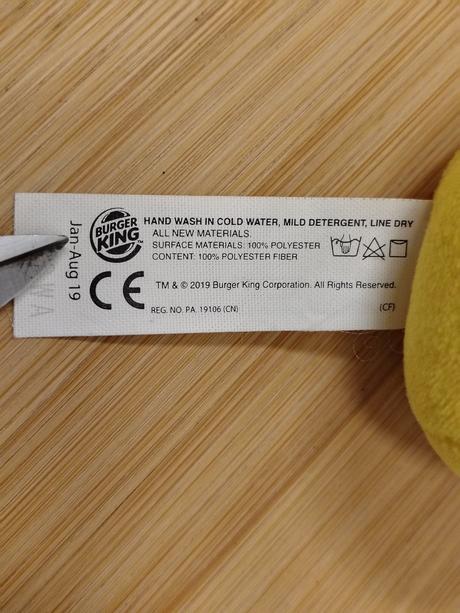 Jan-Aug 19
BURGER
KING™
HAND WASH IN COLD WATER, MILD DETERGENT, LINE DRY
ALL NEW MATERIALS.
SURFACE MATERIALS: 100% POLYESTER
CONTENT: 100% POLYESTER FIBER
CE
TM & © 2019 Burger King Corporation. All Rights Reserved.
REG. NO. PA. 19106 (CN)
(CF)